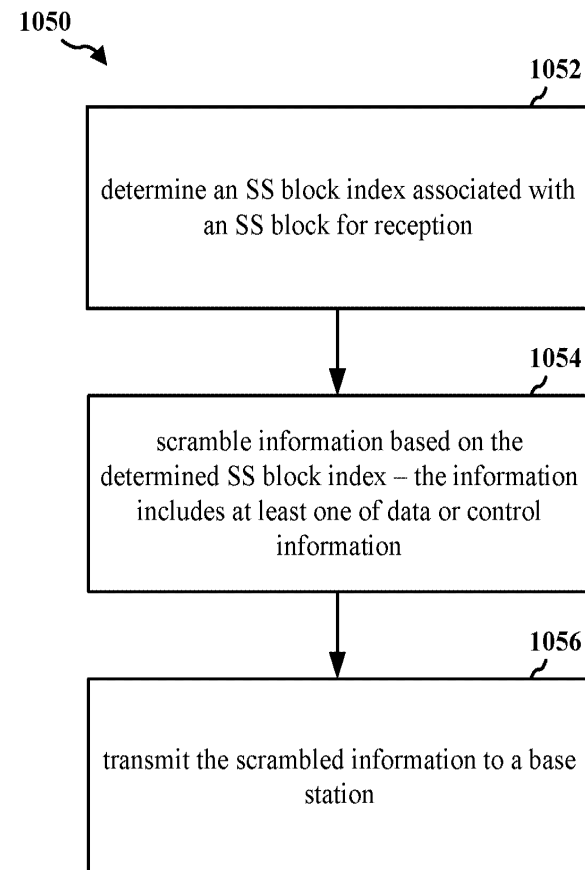 1050
1052
determine an SS block index associated with
an SS block for reception
1054
scramble information based on the
determined SS block index – the information
includes at least one of data or control
information
1056
transmit the scrambled information to a base
station